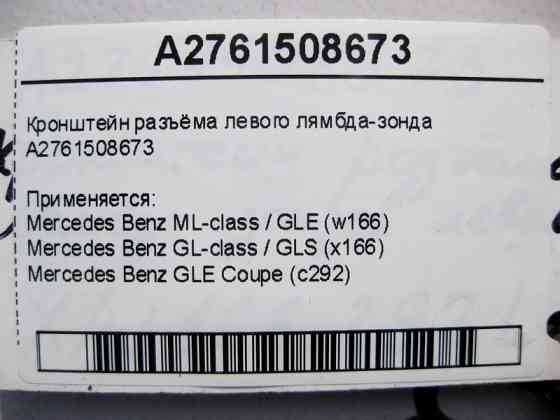 A2761508673
Кронштейн разъёма левого лямбда-зонда
A2761508673
Применяется:
Mercedes Benz ML-class / GLE (w166)
Mercedes Benz GL-class / GLS (x166)
Mercedes Benz GLE Coupe (c292)